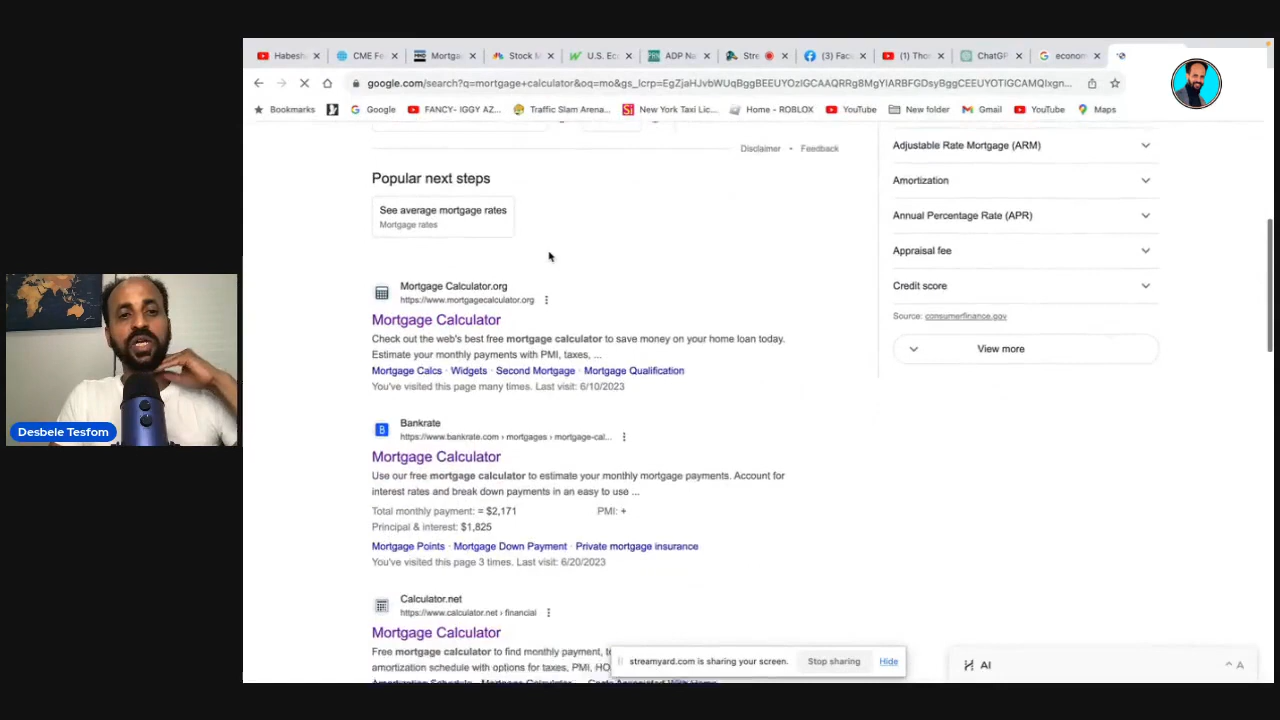 Habesh
CME Fe
Mortga
Stock M
U.S. Ec
ADP Na
Stre
(3) Fac
(1) Tho
ChatGP
econom
google.com/search?q=mortgage+calculator&oq=mo&gs_lcrp=
Bookmarks
Google
FANCY- IGGY AZ...
Traffic Slam Arena...
New York Taxi Lic...
Home - ROBLOX
YouTube
New folder
Gmail
YouTube
Maps
Disclaimer • Feedback
Popular next steps
See average mortgage rates
Mortgage rates
Mortgage Calculator.org
https://www.mortgagecalculator.org
Mortgage Calculator
Check out the web's best free mortgage calculator to save money on your home loan today.
Estimate your monthly payments with PMI, taxes, ...
Mortgage Calcs · Widgets · Second Mortgage · Mortgage Qualification
You've visited this page many times. Last visit: 6/10/2023
B
Bankrate
https://www.bankrate.com › mortgages › mortgage-cal...
Mortgage Calculator
Use our free mortgage calculator to estimate your monthly mortgage payments. Account for
interest rates and break down payments in an easy to use ...
Total monthly payment: = $2,171
PMI: +
Principal & interest: $1,825
Mortgage Points · Mortgage Down Payment · Private mortgage insurance
You've visited this page 3 times. Last visit: 6/20/2023
Calculator.net
https://www.calculator.net › financial
Mortgage Calculator
Free mortgage calculator to find monthly payment, to
amortization schedule with options for taxes, PMI, HO
Adjustable Rate Mortgage (ARM)
Amortization
Annual Percentage Rate (APR)
Appraisal fee
Credit score
Source: consumerfinance.gov
View more
streamyard.com is sharing your screen.
Stop sharing
Hide
AI
A
Desbele Tesfom